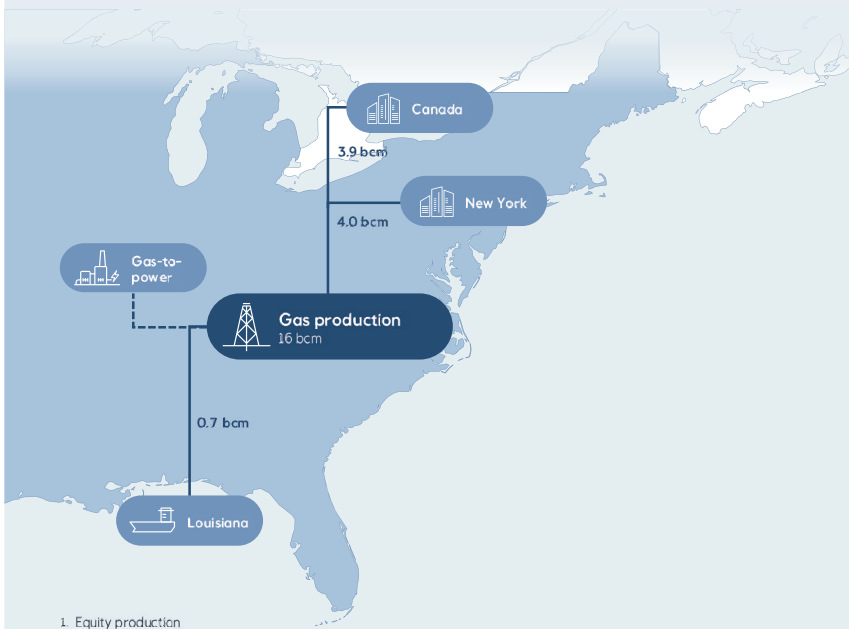 Canada
3.9 bcm
New York
4.0 bcm
Gas-to-
power
Gas production
16 bcm
0.7 bcm
Louisiana
1. Equity production